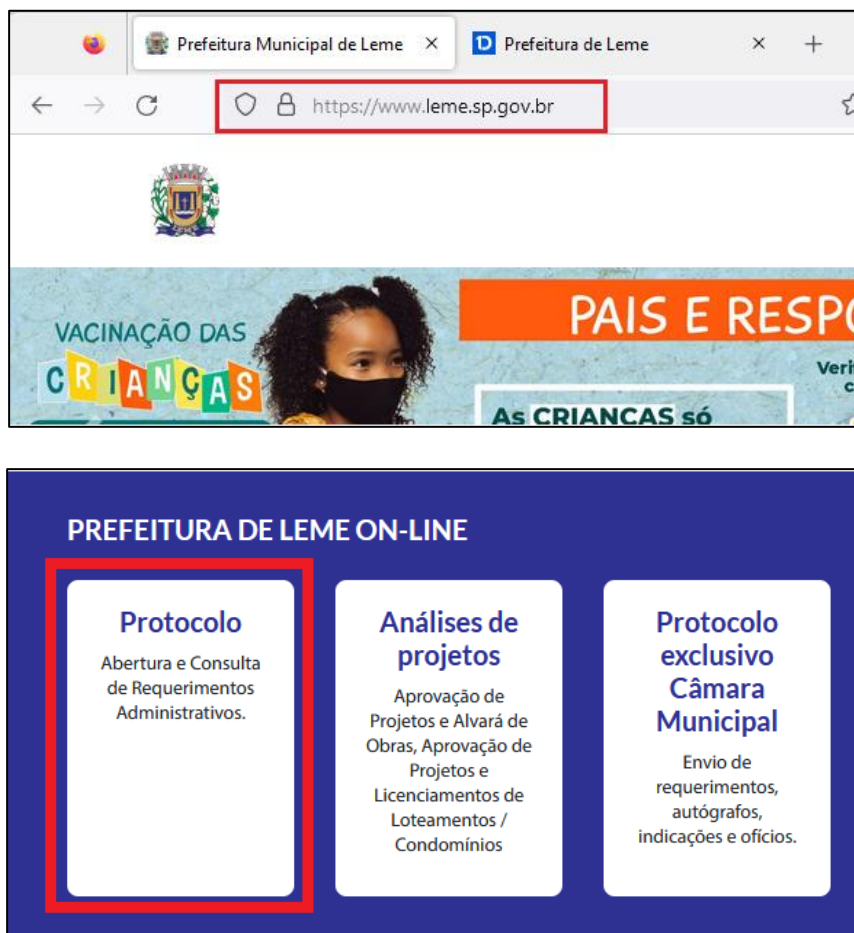 Prefeitura Municipal de Leme
Prefeitura de Leme
https://www.leme.sp.gov.br
VACINAÇÃO DAS
CRIANÇAS
PAIS E
As CRIANÇAS só
PREFEITURA DE LEME ON-LINE
Protocolo
Abertura e Consulta
de Requerimentos
Administrativos.
Análises de
projetos
Aprovação de
Projetos e Alvará de
Obras, Aprovação de
Projetos e
Licenciamentos de
Loteamentos /
Condomínios
Protocolo
exclusivo
Câmara
Municipal
Envio de
requerimentos,
autógrafos,
indicações e ofícios.